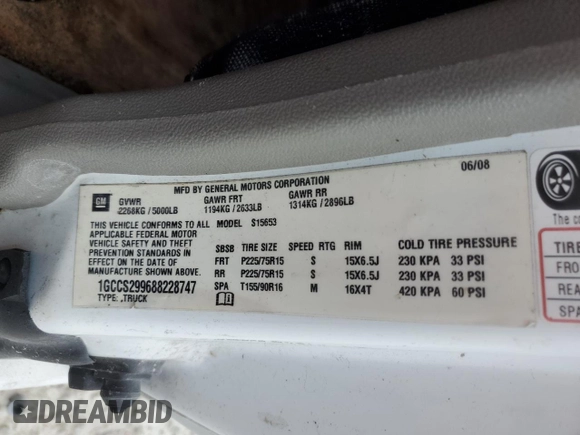 MFD BY GENERAL MOTORS CORPORATION 06/08
GM GVWR GAWR FRT GAWR RR
2268KG / 5000LB 1194KG / 2633LB 1314KG / 2896LB
THIS VEHICLE CONFORMS TO ALL MODEL S15653
APPLICABLE FEDERAL MOTOR
VEHICLE SAFETY AND THEFT
PREVENTION STANDARDS IN
EFFECT ON THE DATE OF
MANUFACTURE SHOWN ABOVE.
1GCCS299688228747
TYPE: TRUCK
SBSB TIRE SIZE SPEED RTG RIM COLD TIRE PRESSURE
FRT P225/75R15 S 15X6.5J 230 KPA 33 PSI
RR P225/75R15 S 15X6.5J 230 KPA 33 PSI
SPA T155/90R16 M 16X4T 420 KPA 60 PSI
The co
TIRE
FRO
REA
SPA
DREAMBID